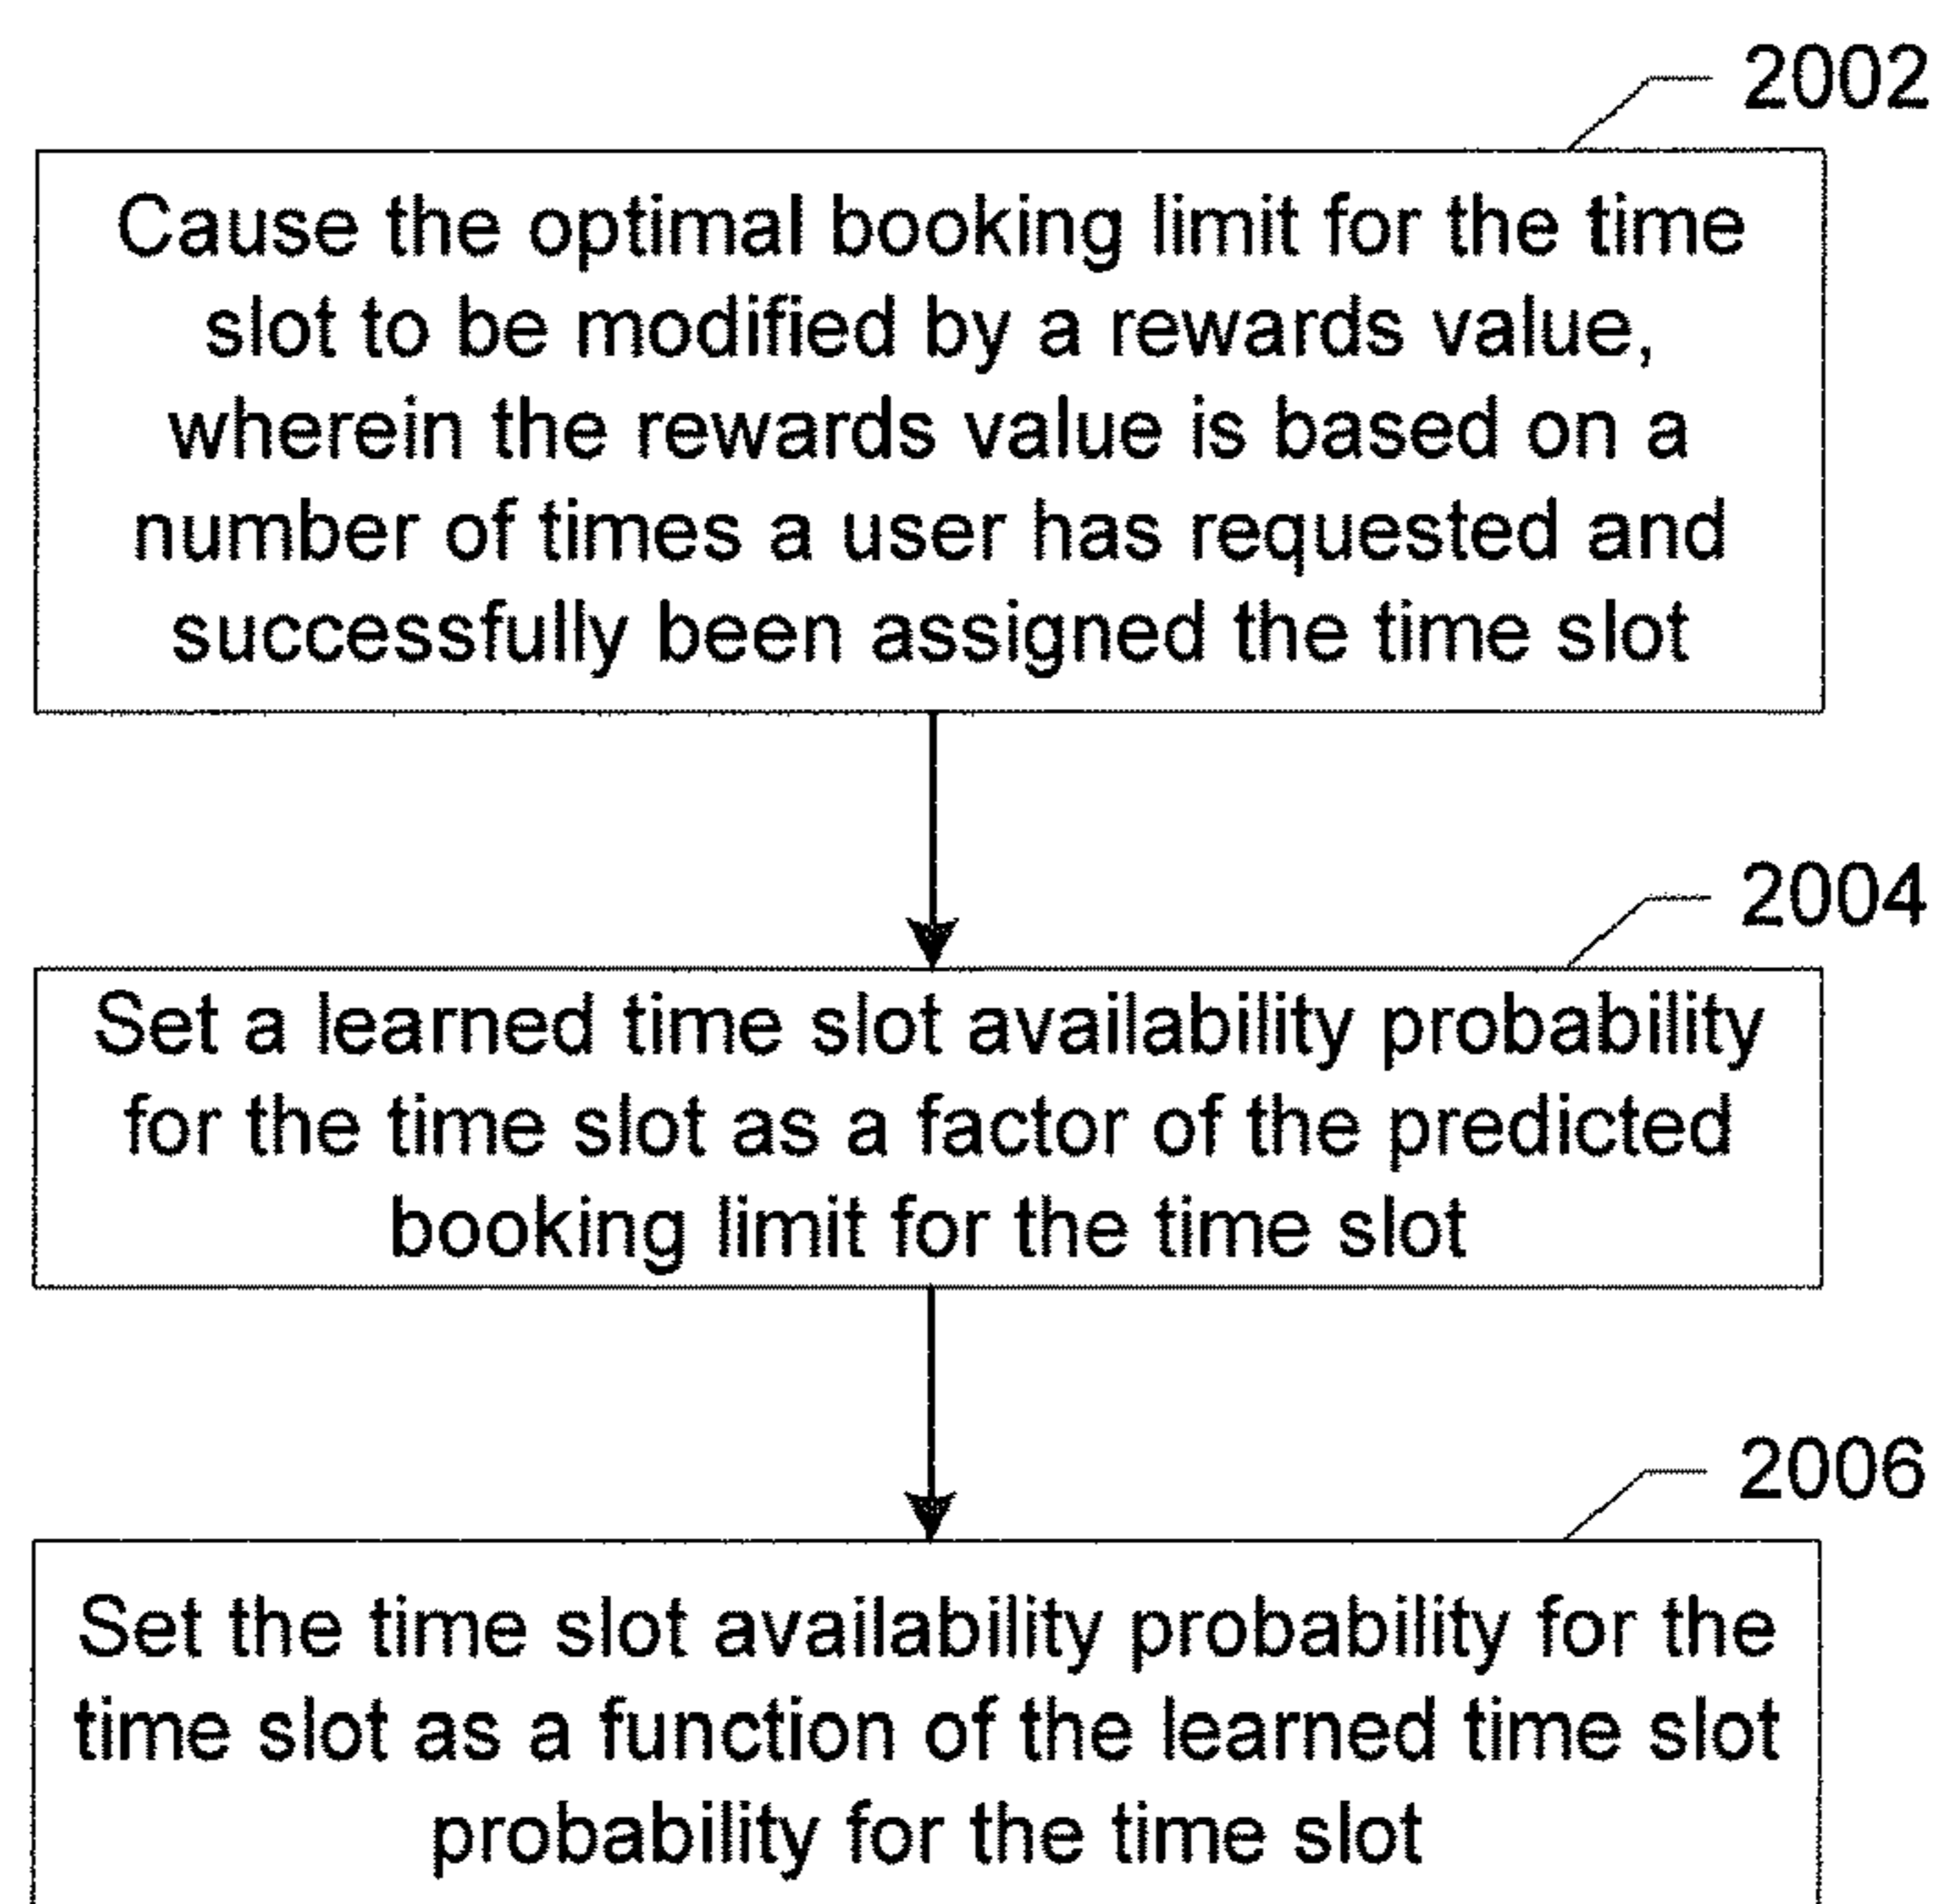 2002
Cause the optimal booking limit for the time
slot to be modified by a rewards value,
wherein the rewards value is based on a
number of times a user has requested and
successfully been assigned the time slot
2004
Set a learned time slot availability probability
for the time slot as a factor of the predicted
booking limit for the time slot
2006
Set the time slot availability probability for the
time slot as a function of the learned time slot
probability for the time slot